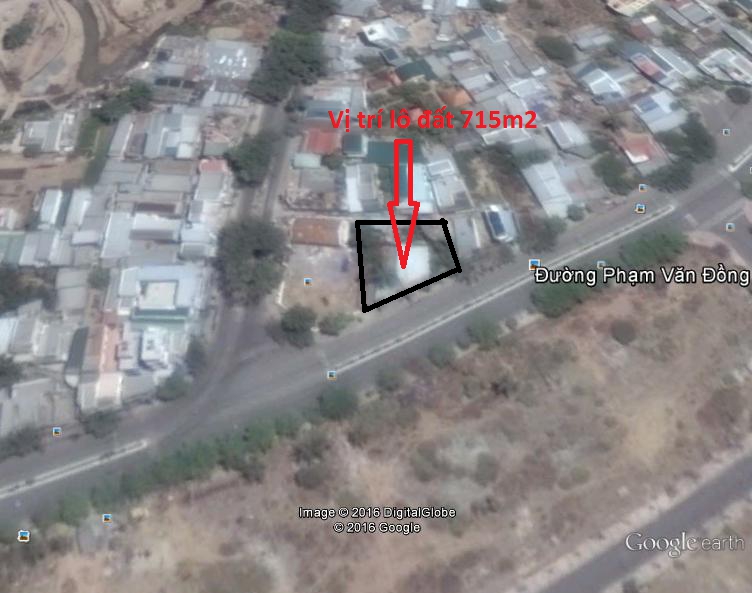 Vị trí lô đất 715m2
Đường Phạm Văn Đồng
Image © 2016 DigitalGlobe
© 2016 Google
Google earth